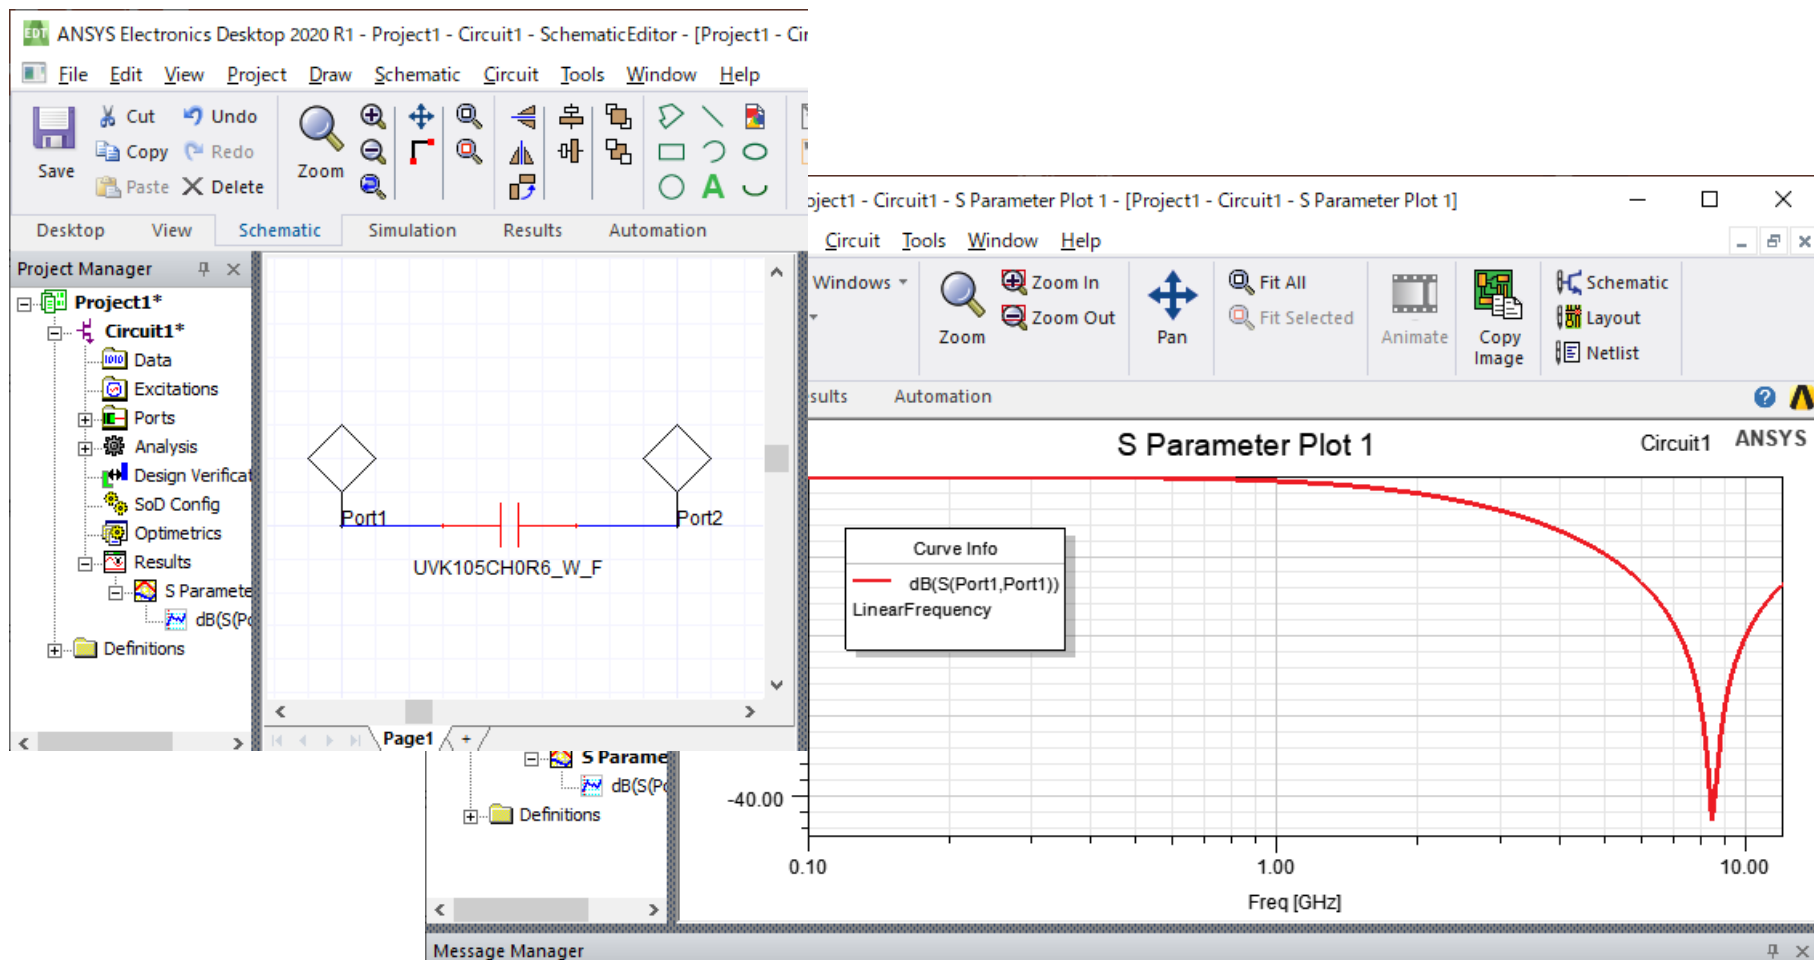 EDT ANSYS Electronics Desktop 2020 R1 - Project1 - Circuit1 - SchematicEditor - [Project1 - Cir
File Edit View Project Draw Schematic Circuit Tools Window Help
Save
Cut
Copy
Paste
Undo
Redo
Delete
Zoom
Desktop View Schematic Simulation Results Automation
Project Manager
Project1*
Circuit1*
Data
Excitations
Ports
Analysis
Design Verificat
SoD Config
Optimetrics
Results
S Paramete
dB(S(Po
Definitions
Port1
Port2
UVK105CH0R6_W_F
Page1 +
oject1 - Circuit1 - S Parameter Plot 1 - [Project1 - Circuit1 - S Parameter Plot 1]
Circuit Tools Window Help
Windows
Zoom
Zoom In
Zoom Out
Pan
Fit All
Fit Selected
Animate
Copy
Image
Schematic
Layout
Netlist
sults Automation
S Parameter Plot 1
Circuit1
ANSYS
Curve Info
dB(S(Port1,Port1))
LinearFrequency
S Parame
dB(S(Po
Definitions
-40.00
0.10 1.00 10.00
Freq [GHz]
Message Manager